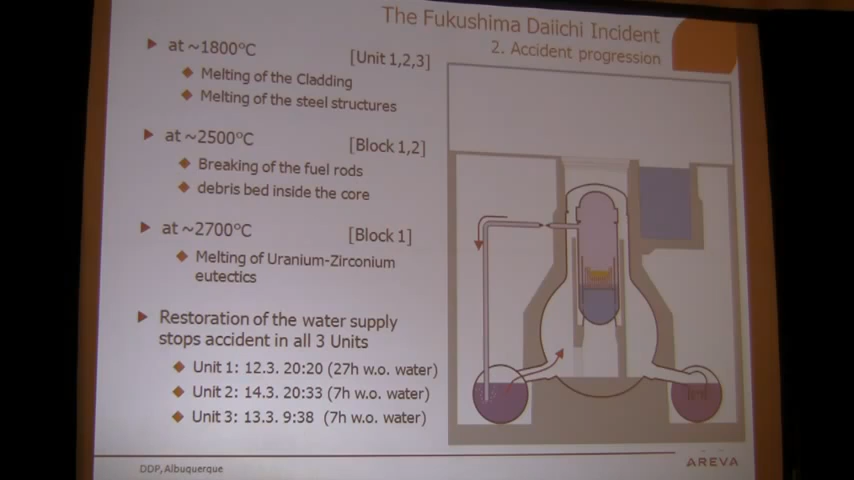 The Fukushima Daiichi Incident
2. Accident progression
at ~1800°C [Unit 1,2,3]
Melting of the Cladding
Melting of the steel structures
at ~2500°C [Block 1,2]
Breaking of the fuel rods
debris bed inside the core
at ~2700°C [Block 1]
Melting of Uranium-Zirconium
eutectics
Restoration of the water supply
stops accident in all 3 Units
Unit 1: 12.3. 20:20 (27h w.o. water)
Unit 2: 14.3. 20:33 (7h w.o. water)
Unit 3: 13.3. 9:38 (7h w.o. water)
DDP, Albuquerque
AREVA